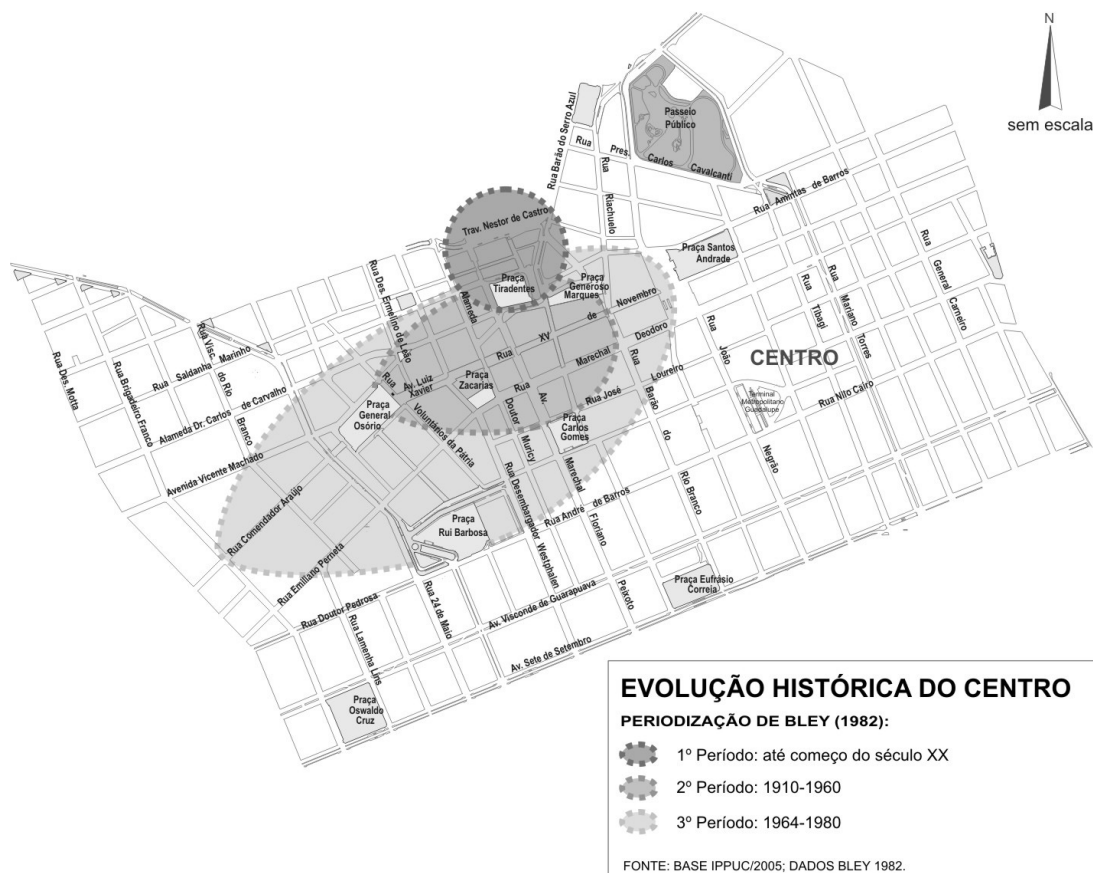 N
sem escala
Passeio
Público
Rua Barão do Serro Azul
Rua Pres. Carlos Cavalcanti
Rua Riachuelo
Rua Amintas de Barros
Trav. Nestor de Castro
Praça Santos
Andrade
Praça
Tiradentes
Praça
Generoso
Marques
Rua Des. Ermelino de Leão
Alameda
Rua XV de Novembro
Rua General Carneiro
Rua Mariano Torres
Rua Tibagi
Rua Marechal Deodoro
Rua João Negrão
CENTRO
Rua Visc. do Rio Branco
Rua Saldanha Marinho
Rua Des. Motta
Rua Brigadeiro Franco
Alameda Dr. Carlos de Carvalho
Av. Luiz
Xavier
Praça
Zacarias
Rua José Loureiro
Terminal
Metropolitano
Guadalupe
Rua Nilo Cairo
Praça
General
Osório
Rua Voluntários da Pátria
Doutor Muricy
Praça
Carlos
Gomes
Rua Barão do Rio Branco
Avenida Vicente Machado
Av. Marechal Floriano Peixoto
Rua Desembargador Westphalen
Rua André de Barros
Rua Comendador Araújo
Praça
Rui Barbosa
Rua Emiliano Perneta
Praça Eufrásio
Correia
Rua Doutor Pedrosa
Rua 24 de Maio
Av. Visconde de Guarapuava
Rua Lamenha Lins
Av. Sete de Setembro
Praça
Oswaldo
Cruz
EVOLUÇÃO HISTÓRICA DO CENTRO
PERIODIZAÇÃO DE BLEY (1982):
1º Período: até começo do século XX
2º Período: 1910-1960
3º Período: 1964-1980
FONTE: BASE IPPUC/2005; DADOS BLEY 1982.